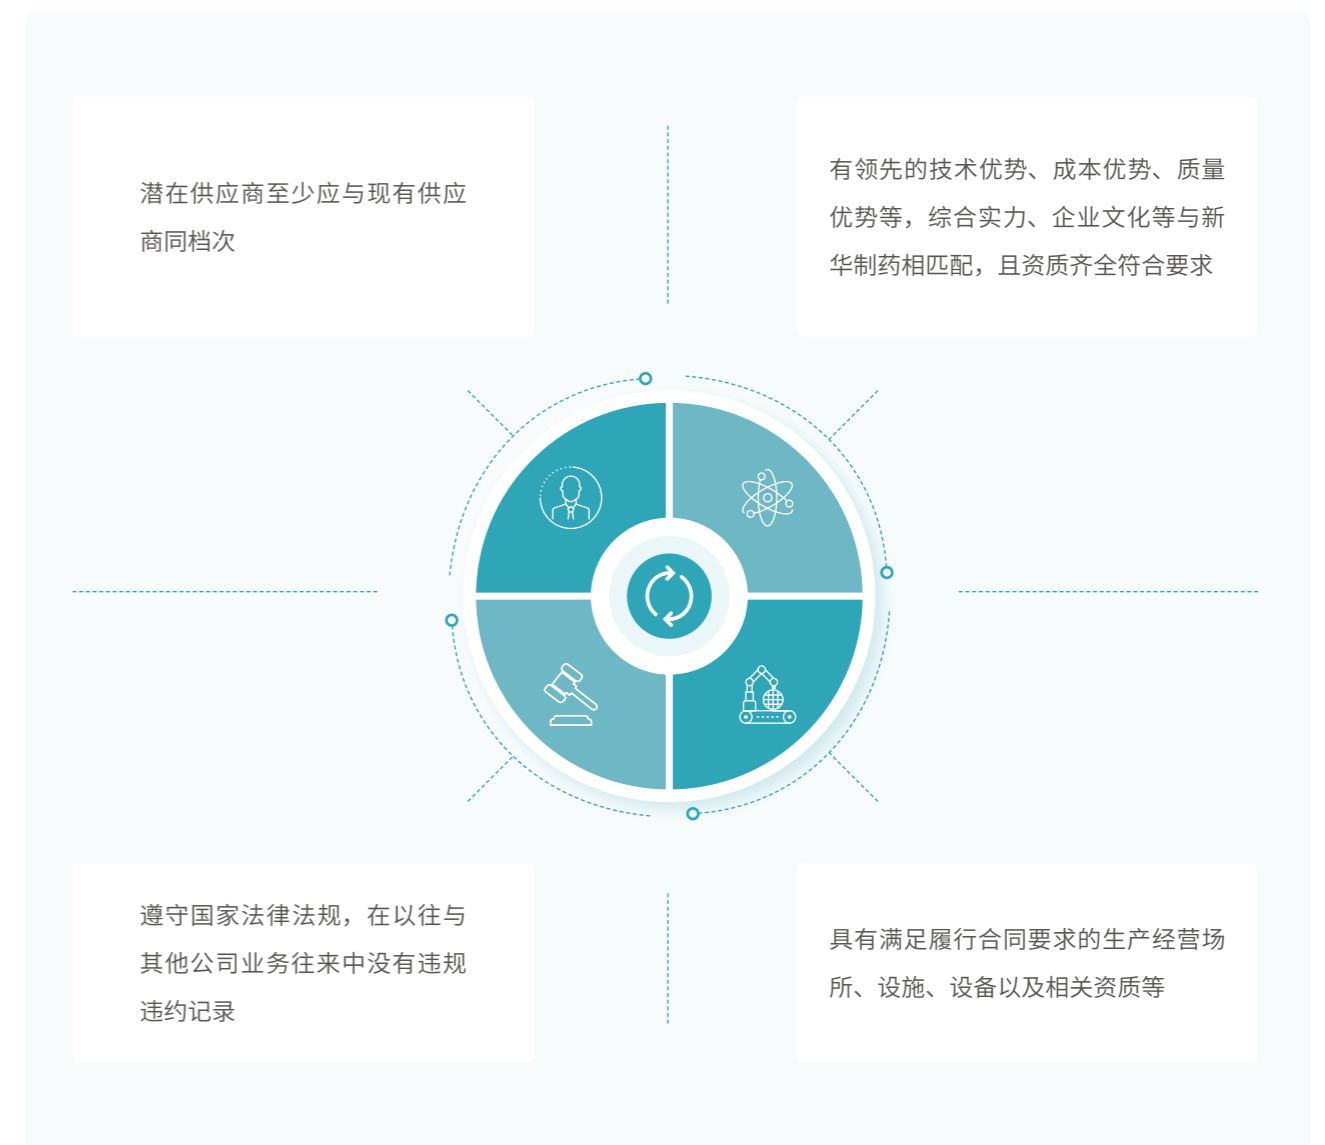 潜在供应商至少应与现有供应
商同档次
有领先的技术优势、成本优势、质量
优势等，综合实力、企业文化等与新
华制药相匹配，且资质齐全符合要求
遵守国家法律法规，在以往与
其他公司业务往来中没有违规
违约记录
具有满足履行合同要求的生产经营场
所、设施、设备以及相关资质等